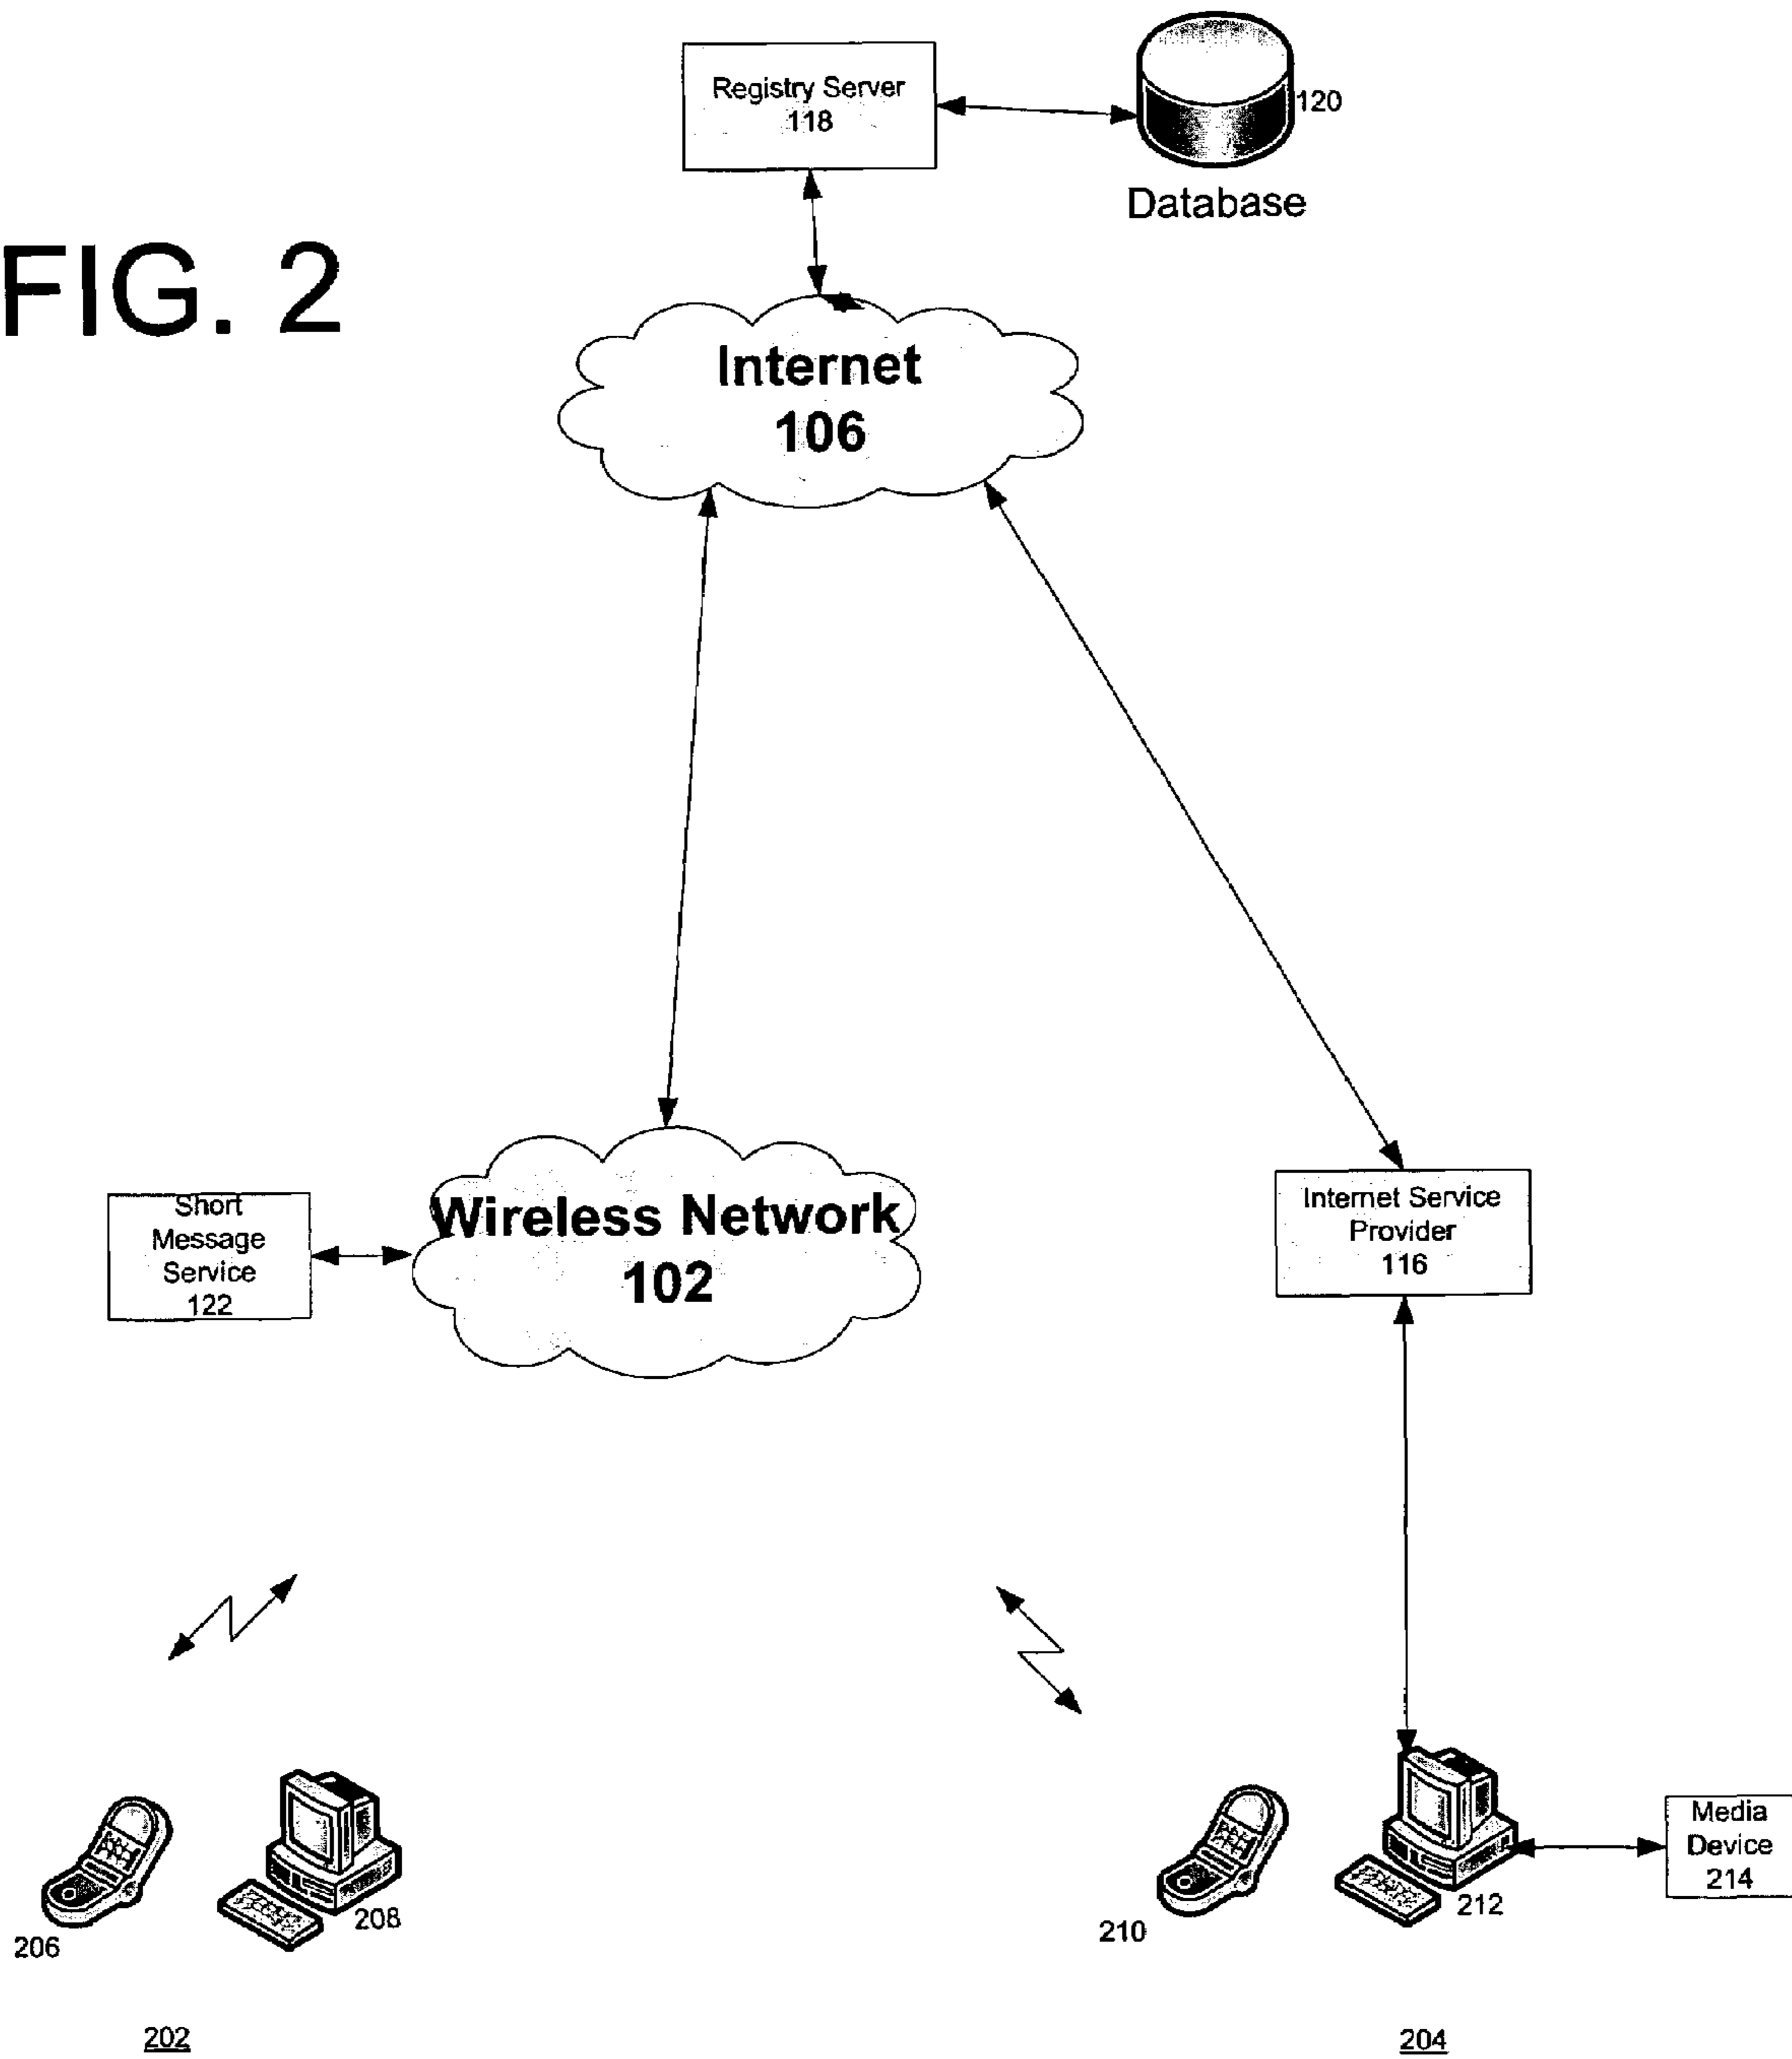 Registry Server
118
120
Database
FIG. 2
Internet
106
Short
Message
Service
122
Wireless Network
102
Internet Service
Provider
116
206
208
210
212
Media
Device
214
202
204